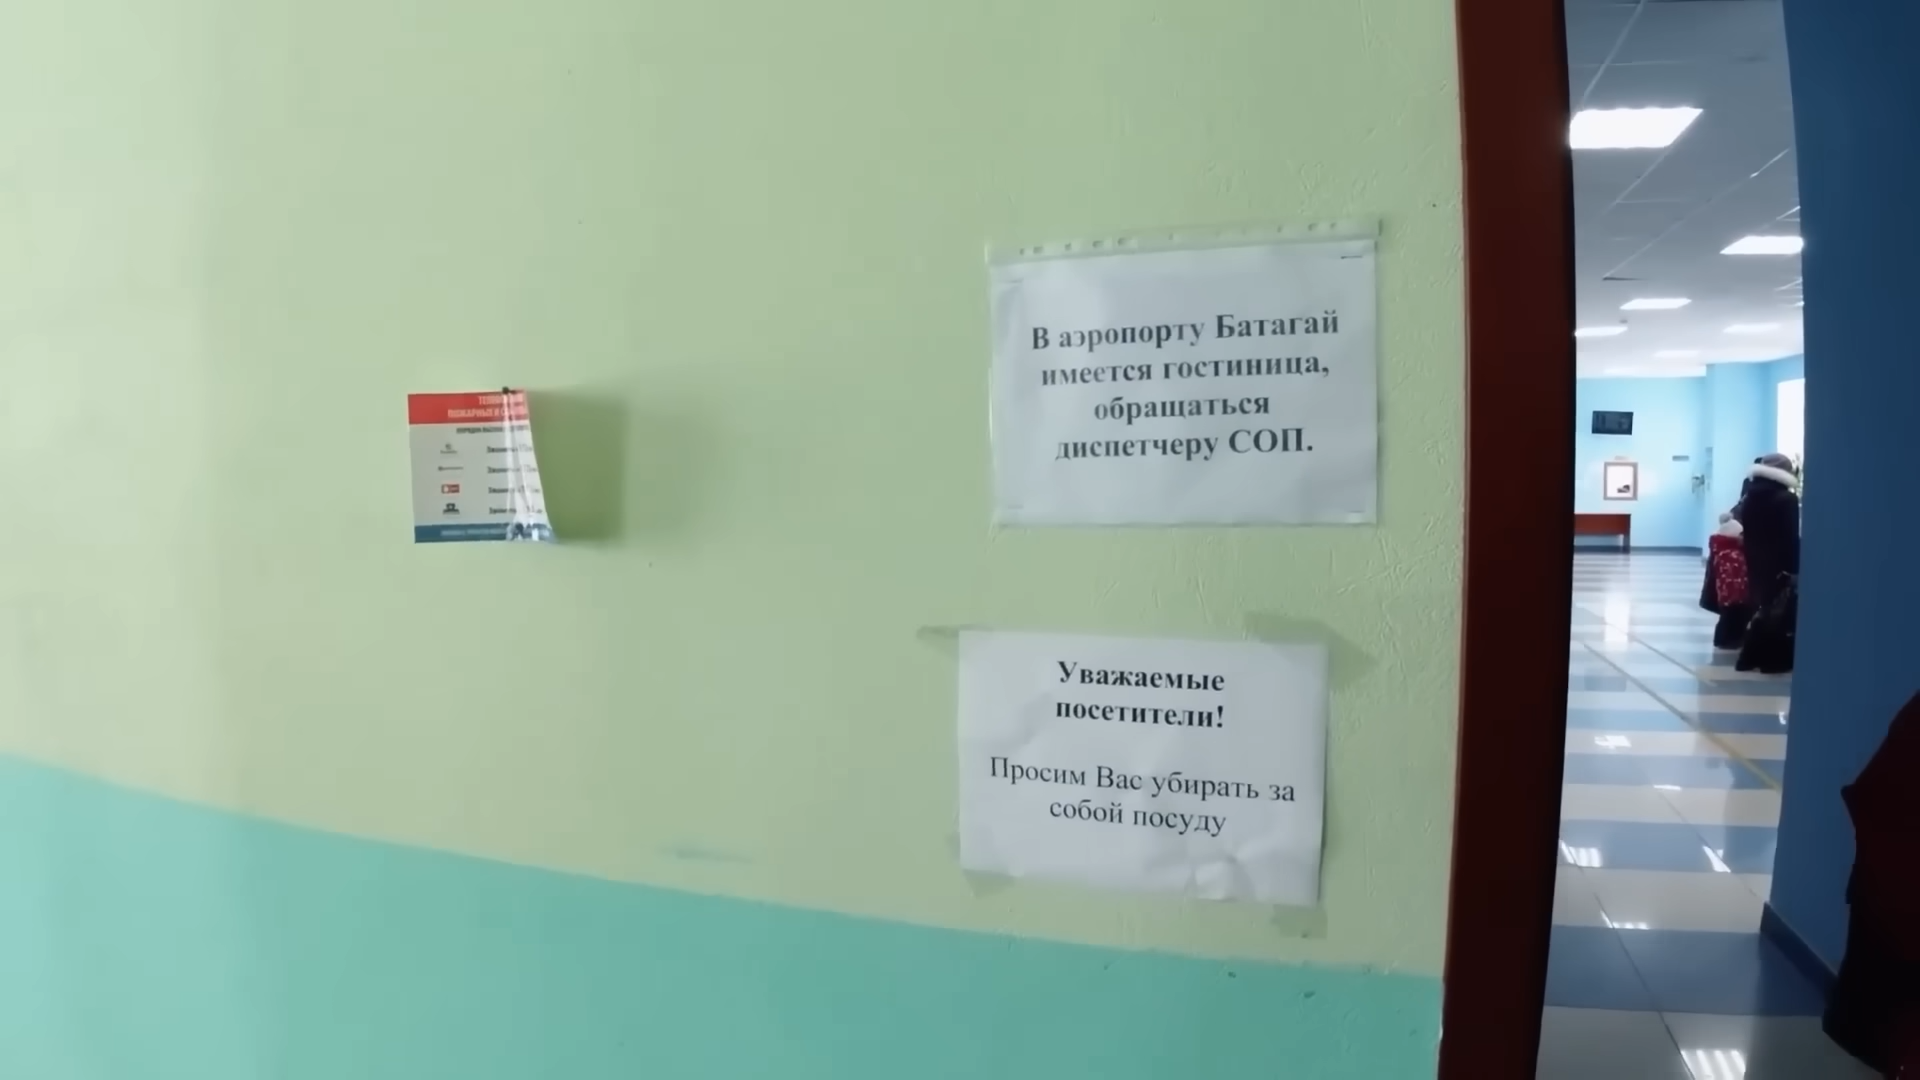 В аэропорту Батагай
имеется гостиница,
обращаться
диспетчеру СОП.
Уважаемые
посетители!
Просим Вас убирать за
собой посуду